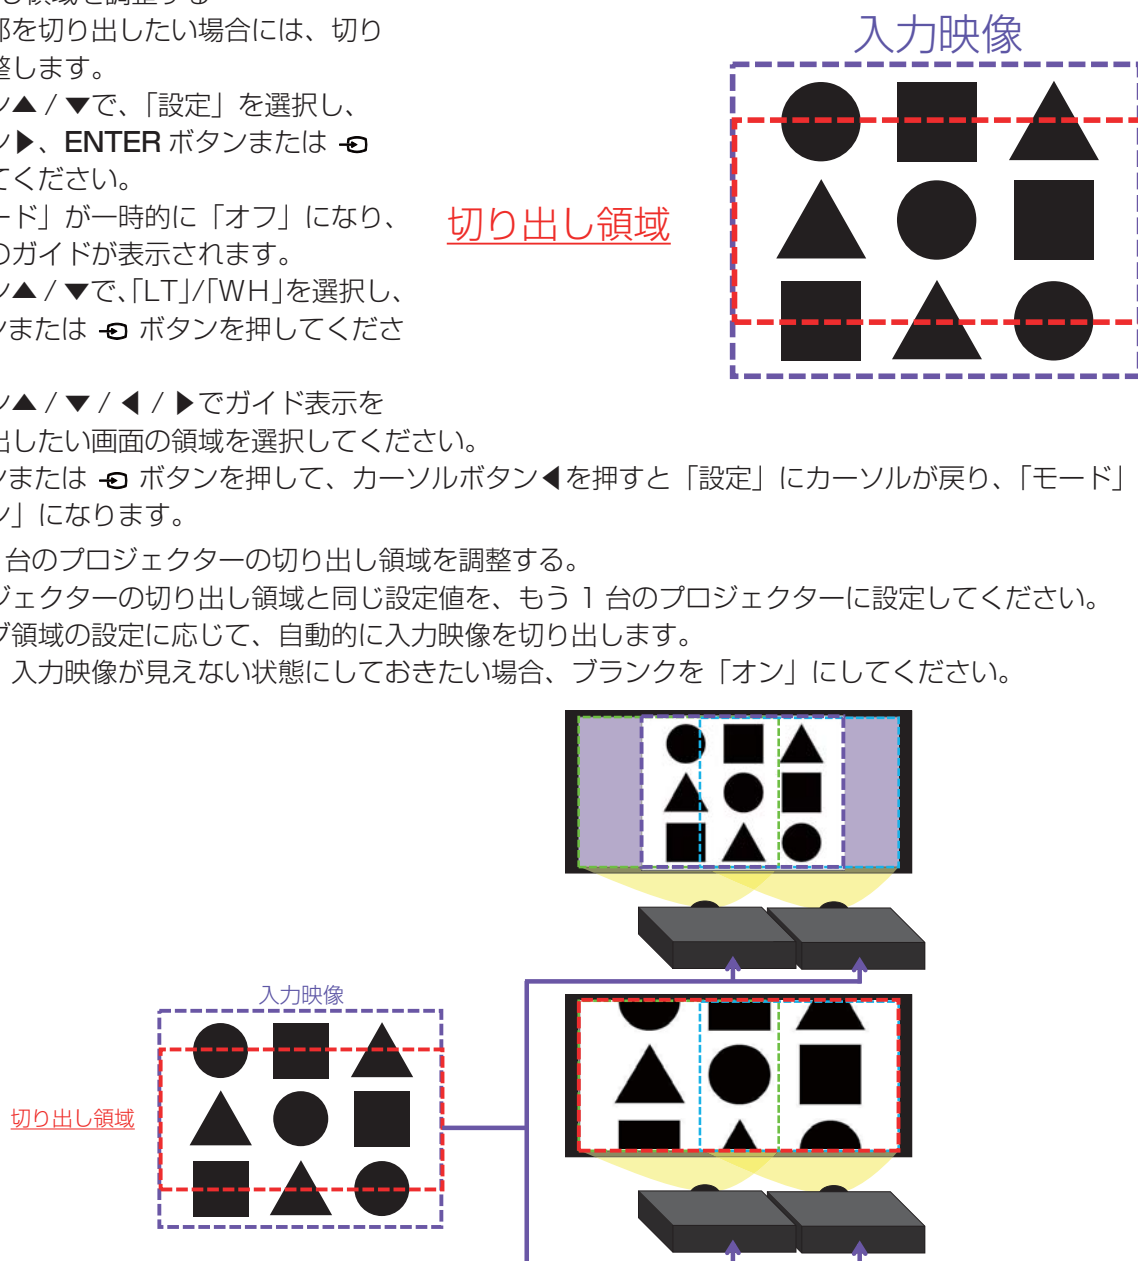 し領域を調整する
部を切り出したい場合には、切り
整します。
ン▲ / ▼で、「設定」を選択し、
ン▶、ENTER ボタンまたは
てください。
ード」が一時的に「オフ」になり、
のガイドが表示されます。
ン▲ / ▼で、「LT」/「WH」を選択し、
ンまたは ボタンを押してくださ
ン▲ / ▼ / ◀ / ▶でガイド表示を
出したい画面の領域を選択してください。
ンまたは ボタンを押して、カーソルボタン◀を押すと「設定」にカーソルが戻り、「モード」
ン」になります。
入力映像
切り出し領域
台のプロジェクターの切り出し領域を調整する。
ジェクターの切り出し領域と同じ設定値を、もう 1 台のプロジェクターに設定してください。
グ領域の設定に応じて、自動的に入力映像を切り出します。
入力映像が見えない状態にしておきたい場合、ブランクを「オン」にしてください。
入力映像
切り出し領域